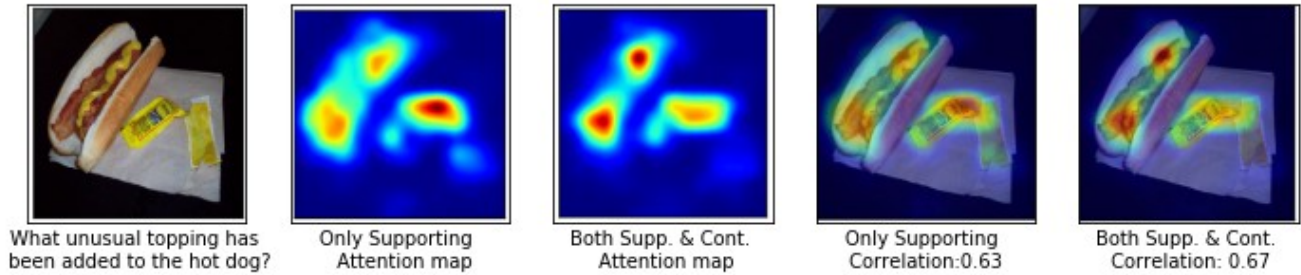 What unusual topping has
been added to the hot dog?
Only Supporting
Attention map
Both Supp. & Cont.
Attention map
Only Supporting
Correlation:0.63
Both Supp. & Cont.
Correlation: 0.67